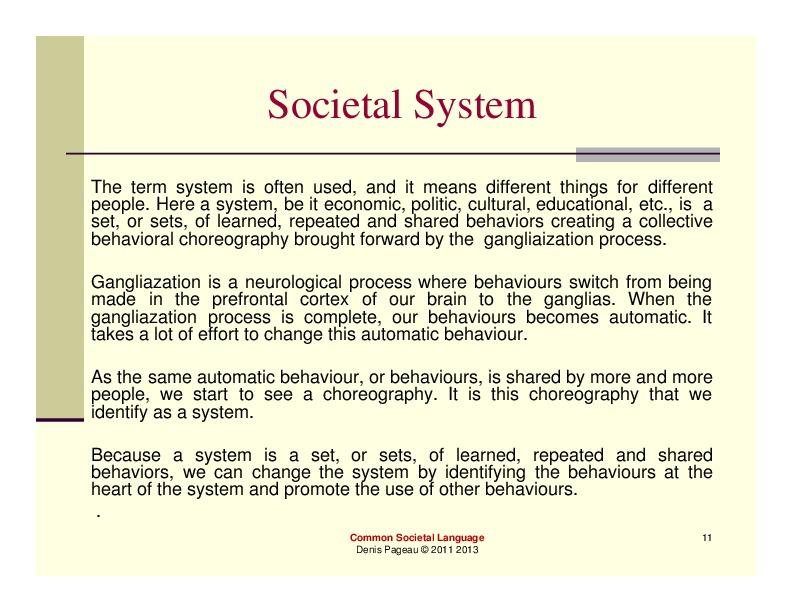 Societal System
The term system is often used, and it means different things for different
people. Here a system, be it economic, politic, cultural, educational, etc., is a
set, or sets, of learned, repeated and shared behaviors creating a collective
behavioral choreography brought forward by the gangliaization process.
Gangliazation is a neurological process where behaviours switch from being
made in the prefrontal cortex of our brain to the ganglias. When the
gangliazation process is complete, our behaviours becomes automatic. It
takes a lot of effort to change this automatic behaviour.
As the same automatic behaviour, or behaviours, is shared by more and more
people, we start to see a choreography. It is this choreography that we
identify as a system.
Because a system is a set, or sets, of learned, repeated and shared
behaviors, we can change the system by identifying the behaviours at the
heart of the system and promote the use of other behaviours.
.
Common Societal Language
Denis Pageau © 2011 2013
11